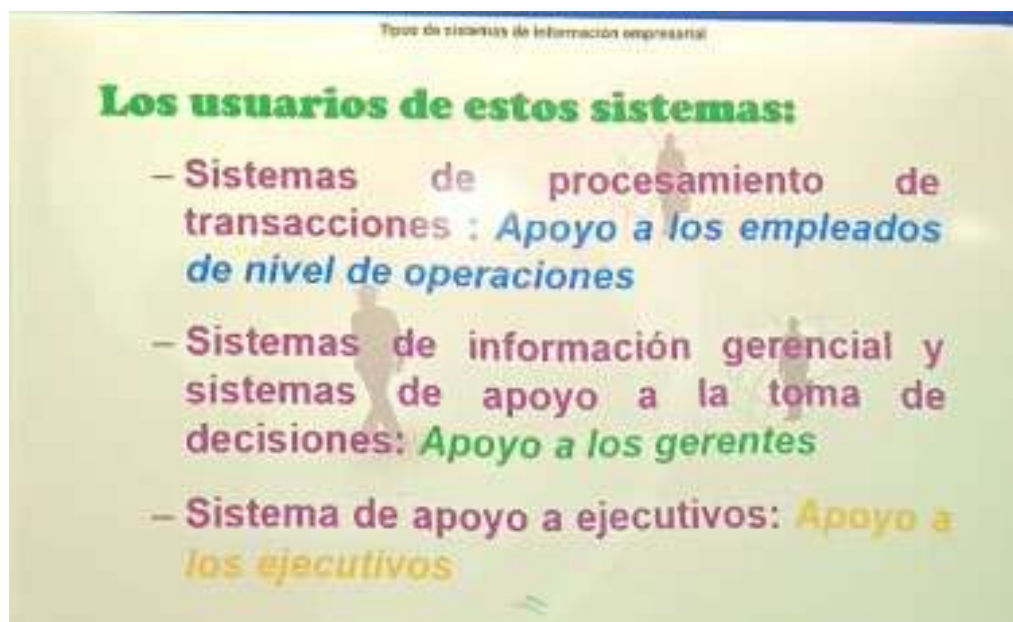 Tipos de sistemas de información empresarial
Los usuarios de estos sistemas:
– Sistemas de procesamiento de
transacciones : Apoyo a los empleados
de nivel de operaciones
– Sistemas de información gerencial y
sistemas de apoyo a la toma de
decisiones: Apoyo a los gerentes
– Sistema de apoyo a ejecutivos: Apoyo a
los ejecutivos